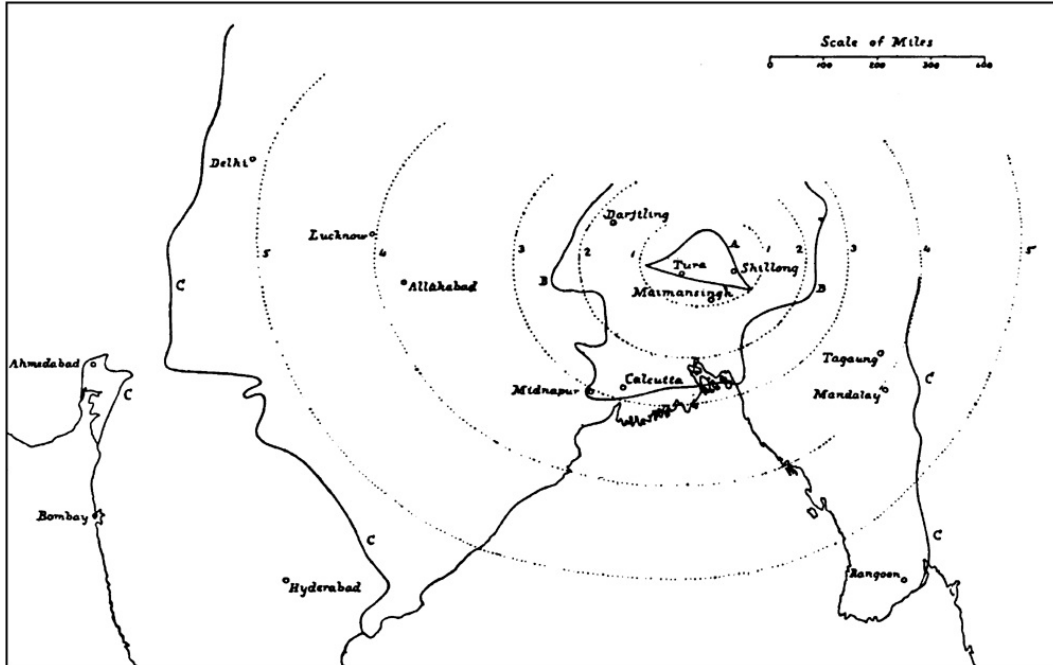 Scale of Miles
0 100 200 300 400
Delhi
Darjiling
Lucknow
5 4 3 2 1 1 2 3 4 5
A
Tura
Shillong
C
Allahabad
B
B
Maimansingh
Ahmedabad
Tagaung
C
Midnapur
Calcutta
Mandalay
C
Bombay
C
C
Hyderabad
Rangoon